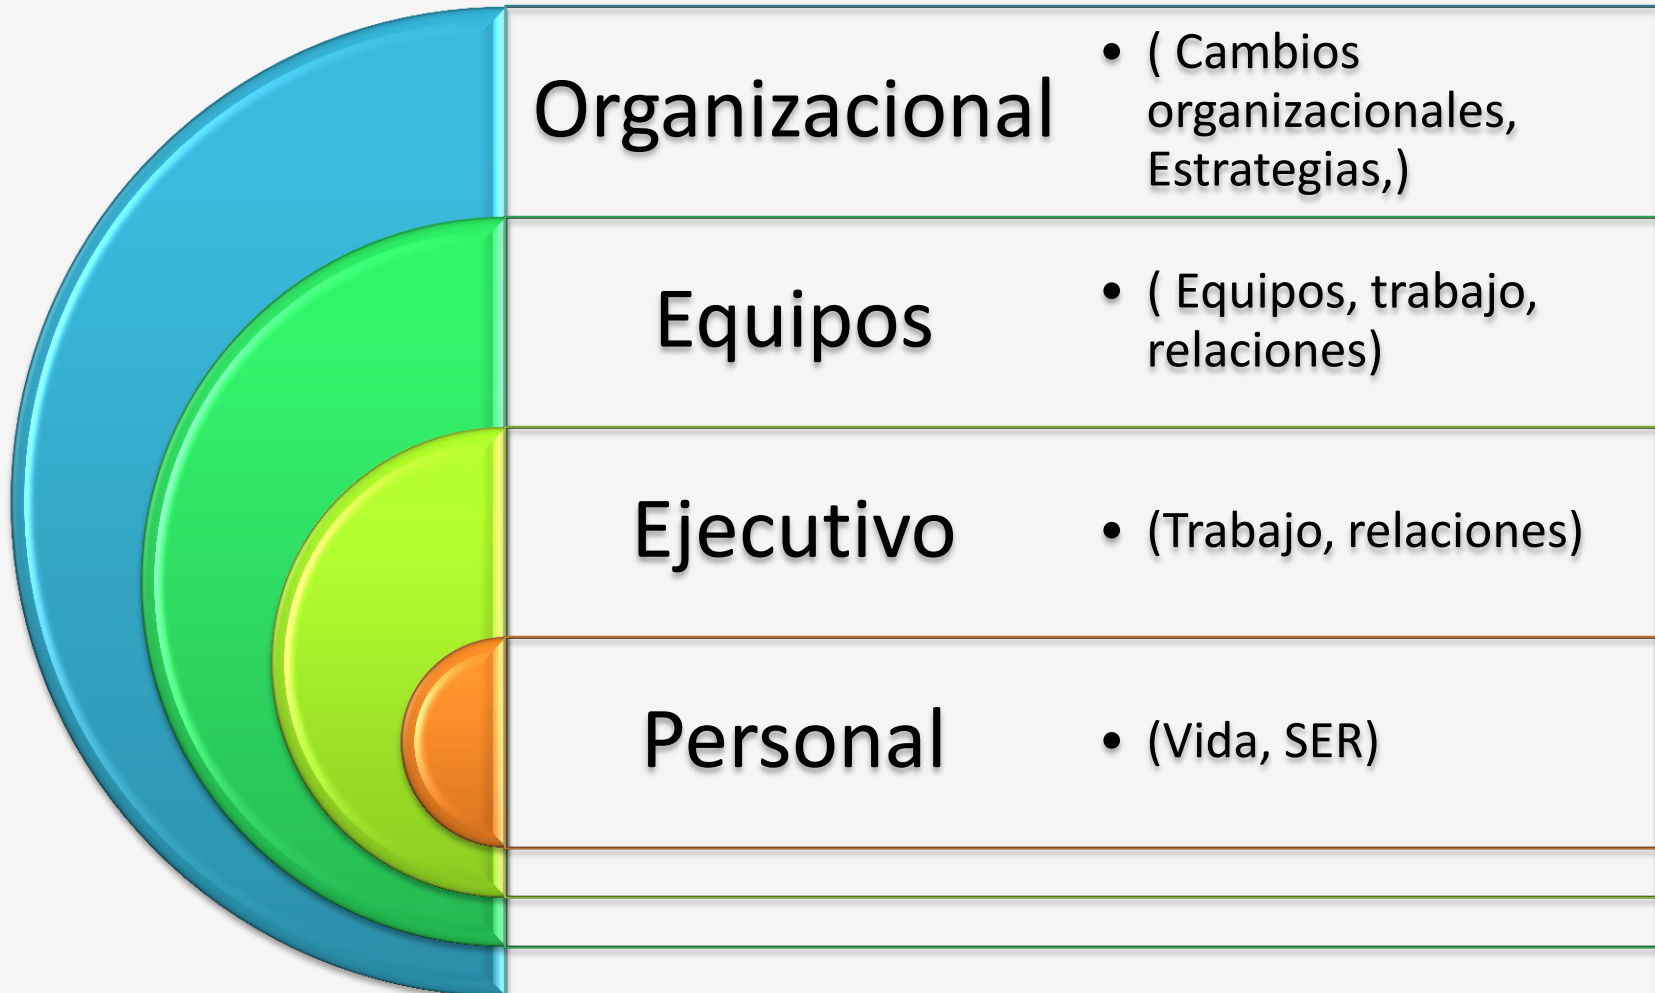 Organizacional
• ( Cambios
organizacionales,
Estrategias,)
Equipos
• ( Equipos, trabajo,
relaciones)
Ejecutivo
• (Trabajo, relaciones)
Personal
• (Vida, SER)